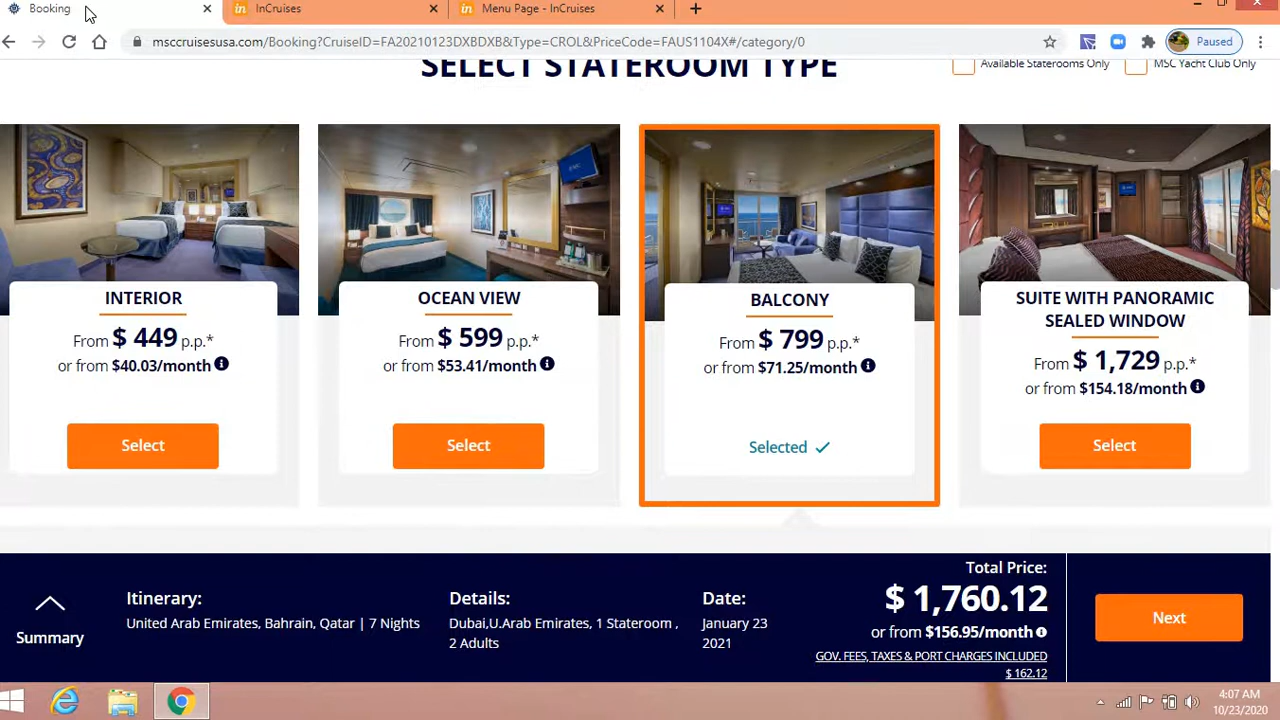 Booking
InCruises
in Menu Page - InCruises
msccruisesusa.com/Booking?CruiseID=FA20210123DXBDXB&Type=CROL&PriceCode=FAUS1104X#/category/0
Paused
SELECT STATEROOM TYPE
Available Staterooms Only
MSC Yacht Club Only
INTERIOR
From $ 449 p.p.*
or from $40.03/month
Select
OCEAN VIEW
From $ 599 p.p.*
or from $53.41/month
Select
BALCONY
From $ 799 p.p.*
or from $71.25/month
Selected
SUITE WITH PANORAMIC
SEALED WINDOW
From $ 1,729 p.p.*
or from $154.18/month
Select
Summary
Itinerary:
United Arab Emirates, Bahrain, Qatar | 7 Nights
Details:
Dubai,U.Arab Emirates, 1 Stateroom ,
2 Adults
Date:
January 23
2021
Total Price:
$ 1,760.12
or from $156.95/month
GOV. FEES, TAXES & PORT CHARGES INCLUDED
$ 162.12
Next
4:07 AM
10/23/2020